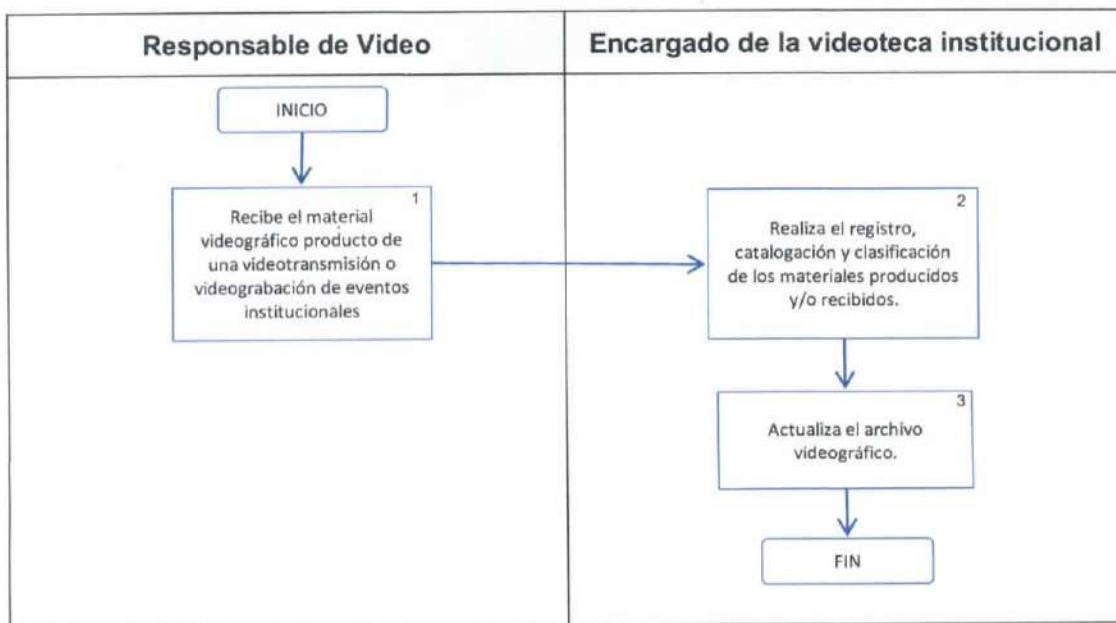 Responsable de Video
Encargado de la videoteca institucional
INICIO
1
Recibe el material
videográfico producto de
una videotransmisión o
videograbación de eventos
institucionales
2
Realiza el registro,
catalogación y clasificación
de los materiales producidos
y/o recibidos.
3
Actualiza el archivo
videográfico.
FIN